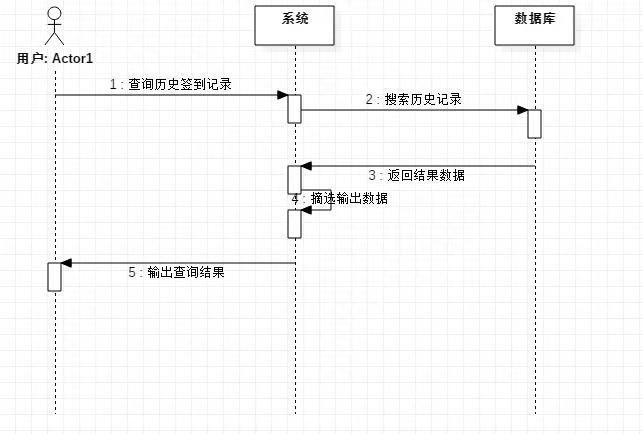 系统
数据库
用户: Actor1
1 : 查询历史签到记录
2 : 搜索历史记录
3 : 返回结果数据
4 : 摘选输出数据
5 : 输出查询结果